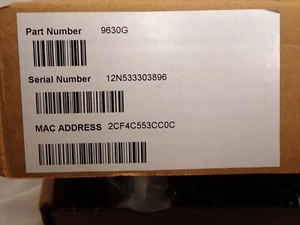 Part Number 9630G
Serial Number 12N533303896
MAC ADDRESS 2CF4C553CC0C